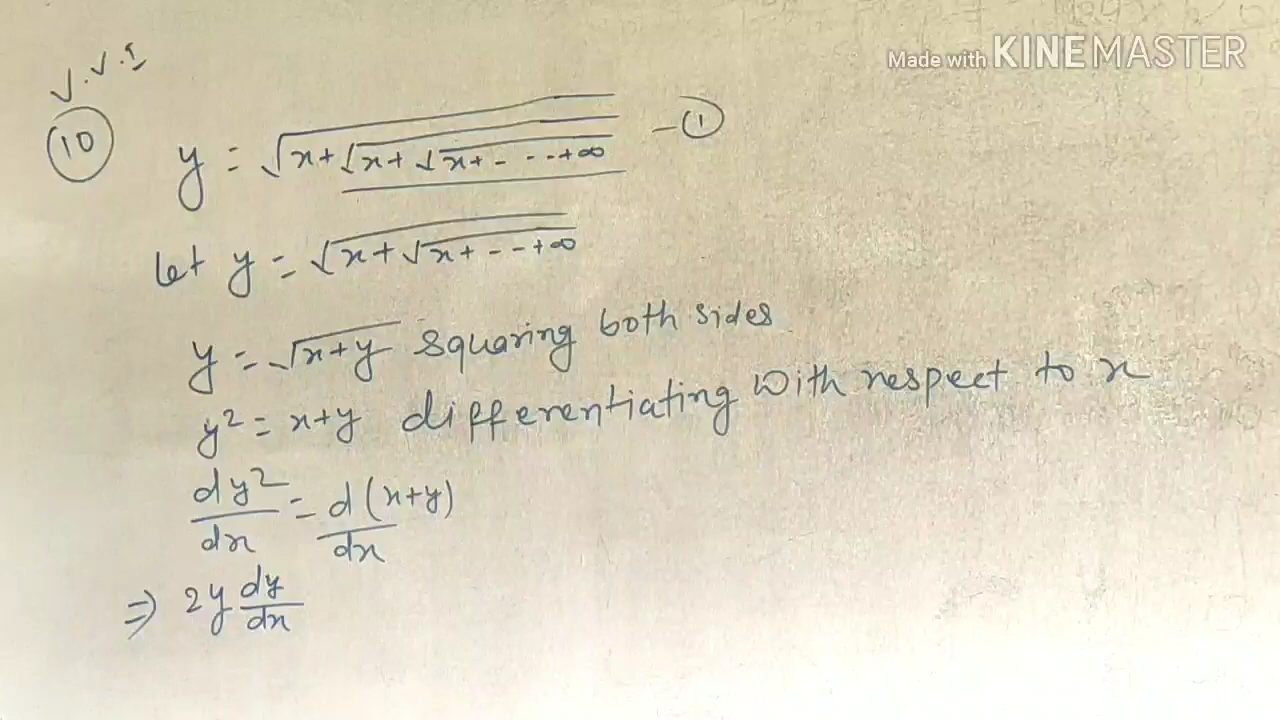 Made with KINEMASTER
V.V.I
10 y = √(x+√(x+√(x+- - - -+∞))) -①
let y = √(x+√(x+- - -+∞))
y = √(x+y) squaring both sides
y² = x+y differentiating with respect to x
dy²/dx = d(x+y)/dx
⇒ 2y dy/dx